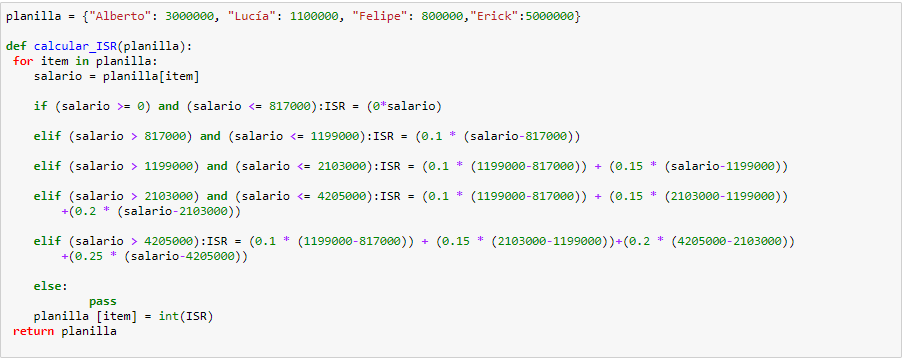 planilla = {"Alberto": 3000000, "Lucía": 1100000, "Felipe": 800000,"Erick":5000000}
def calcular_ISR(planilla):
for item in planilla:
salario = planilla[item]
if (salario >= 0) and (salario <= 817000):ISR = (0*salario)
elif (salario > 817000) and (salario <= 1199000):ISR = (0.1 * (salario-817000))
elif (salario > 1199000) and (salario <= 2103000):ISR = (0.1 * (1199000-817000)) + (0.15 * (salario-1199000))
elif (salario > 2103000) and (salario <= 4205000):ISR = (0.1 * (1199000-817000)) + (0.15 * (2103000-1199000))
+(0.2 * (salario-2103000))
elif (salario > 4205000):ISR = (0.1 * (1199000-817000)) + (0.15 * (2103000-1199000))+(0.2 * (4205000-2103000))
+(0.25 * (salario-4205000))
else:
pass
planilla [item] = int(ISR)
return planilla